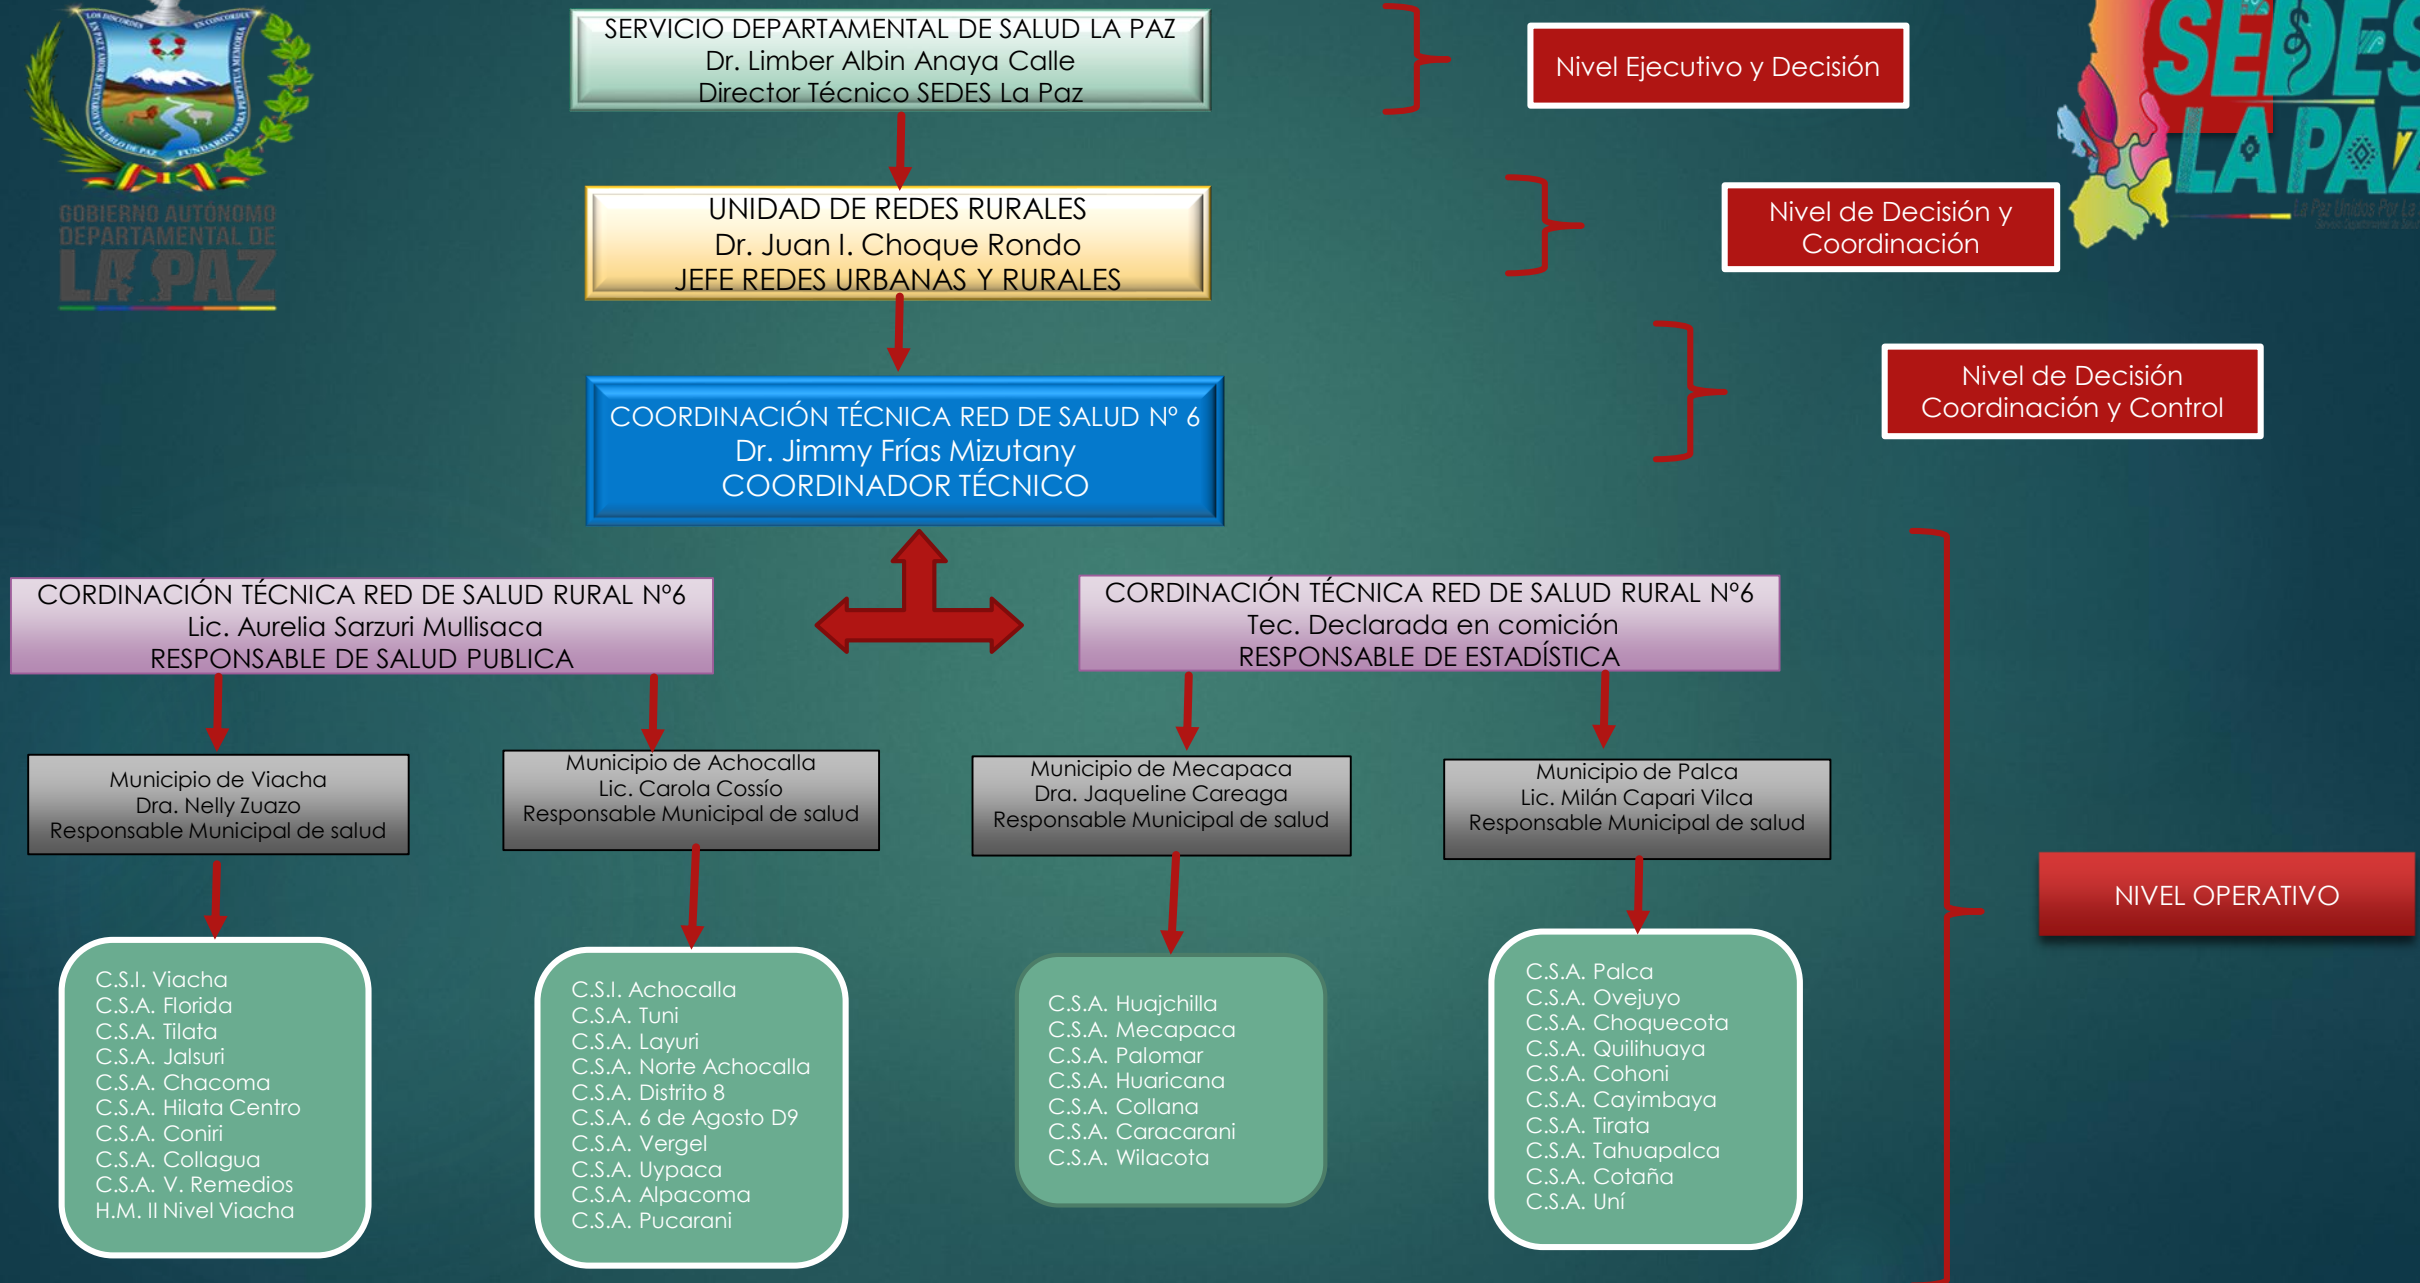 SERVICIO DEPARTAMENTAL DE SALUD LA PAZ
Dr. Limber Albin Anaya Calle
Director Técnico SEDES La Paz
Nivel Ejecutivo y Decisión
SEDES
LA PAZ
GOBIERNO AUTÓNOMO
DEPARTAMENTAL DE
LA PAZ
UNIDAD DE REDES RURALES
Dr. Juan I. Choque Rondo
JEFE REDES URBANAS Y RURALES
Nivel de Decisión y
Coordinación
COORDINACIÓN TÉCNICA RED DE SALUD Nº 6
Dr. Jimmy Frías Mizutany
COORDINADOR TÉCNICO
Nivel de Decisión
Coordinación y Control
CORDINACIÓN TÉCNICA RED DE SALUD RURAL Nº6
Lic. Aurelia Sarzuri Mullisaca
RESPONSABLE DE SALUD PUBLICA
CORDINACIÓN TÉCNICA RED DE SALUD RURAL Nº6
Tec. Declarada en comición
RESPONSABLE DE ESTADÍSTICA
Municipio de Viacha
Dra. Nelly Zuazo
Responsable Municipal de salud
Municipio de Achocalla
Lic. Carola Cossío
Responsable Municipal de salud
Municipio de Mecapaca
Dra. Jaqueline Careaga
Responsable Municipal de salud
Municipio de Palca
Lic. Milán Capari Vilca
Responsable Municipal de salud
NIVEL OPERATIVO
C.S.I. Viacha
C.S.A. Florida
C.S.A. Tilata
C.S.A. Jalsuri
C.S.A. Chacoma
C.S.A. Hilata Centro
C.S.A. Coniri
C.S.A. Collagua
C.S.A. V. Remedios
H.M. II Nivel Viacha
C.S.I. Achocalla
C.S.A. Tuni
C.S.A. Layuri
C.S.A. Norte Achocalla
C.S.A. Distrito 8
C.S.A. 6 de Agosto D9
C.S.A. Vergel
C.S.A. Uypaca
C.S.A. Alpacoma
C.S.A. Pucarani
C.S.A. Huajchilla
C.S.A. Mecapaca
C.S.A. Palomar
C.S.A. Huaricana
C.S.A. Collana
C.S.A. Caracarani
C.S.A. Wilacota
C.S.A. Palca
C.S.A. Ovejuyo
C.S.A. Choquecota
C.S.A. Quilihuaya
C.S.A. Cohoni
C.S.A. Cayimbaya
C.S.A. Tirata
C.S.A. Tahuapalca
C.S.A. Cotaña
C.S.A. Uní